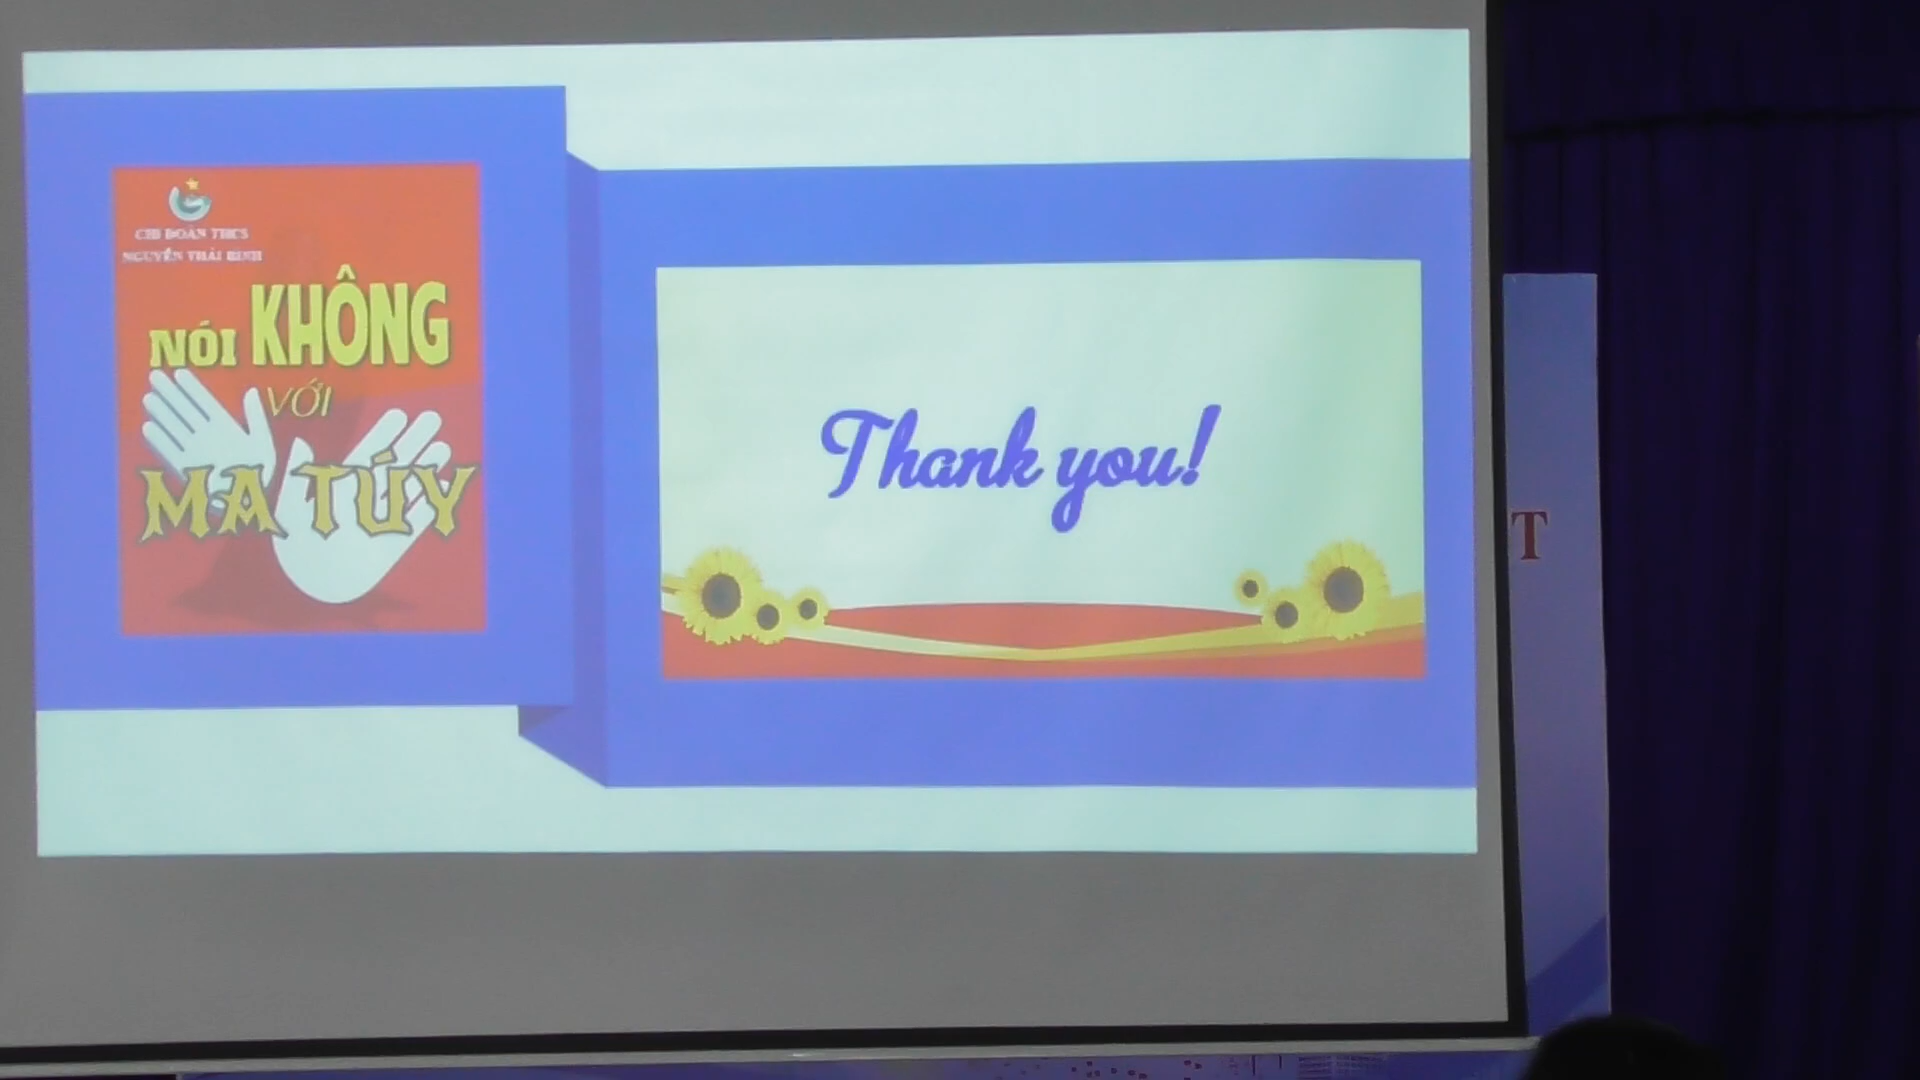 CHI ĐOÀN THCS
NGUYỄN THÁI BÌNH
NÓI KHÔNG
VỚI
MA TÚY
Thank you!
T